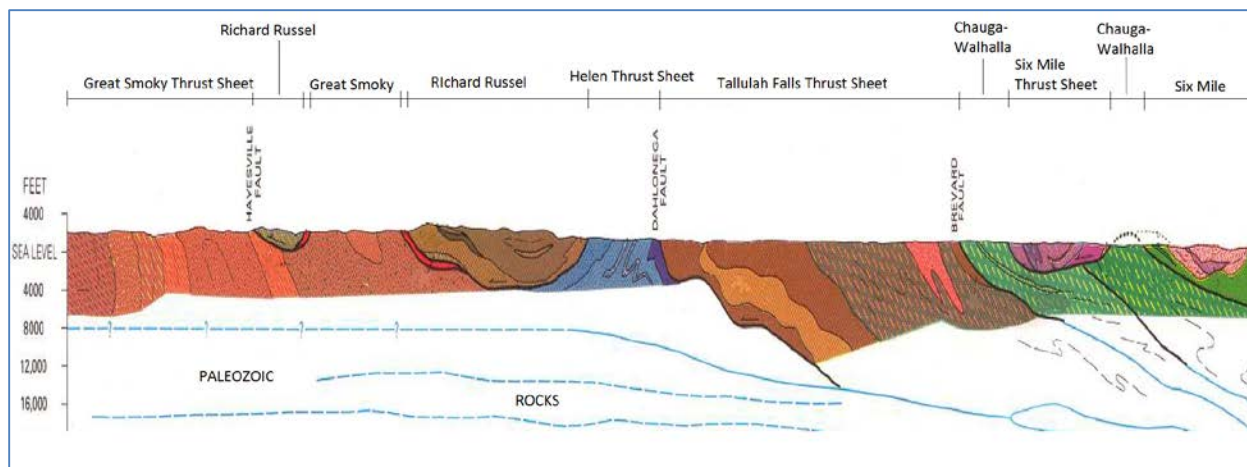 Richard Russel
Chauga-
Walhalla
Chauga-
Walhalla
Great Smoky Thrust Sheet
Great Smoky
RIchard Russel
Helen Thrust Sheet
Tallulah Falls Thrust Sheet
Six Mile
Thrust Sheet
Six Mile
HAYESVILLE
FAULT
DAHLONEGA
FAULT
BREVARD
FAULT
FEET
4000
SEA LEVEL
4000
8000
12,000
16,000
?
?
?
PALEOZOIC
ROCKS